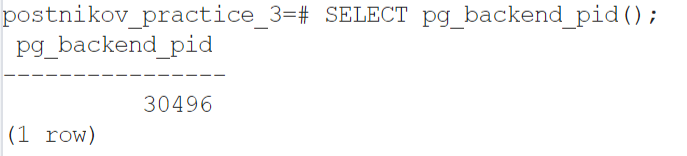 postnikov_practice_3=# SELECT pg_backend_pid();
pg_backend_pid
----------------
30496
(1 row)